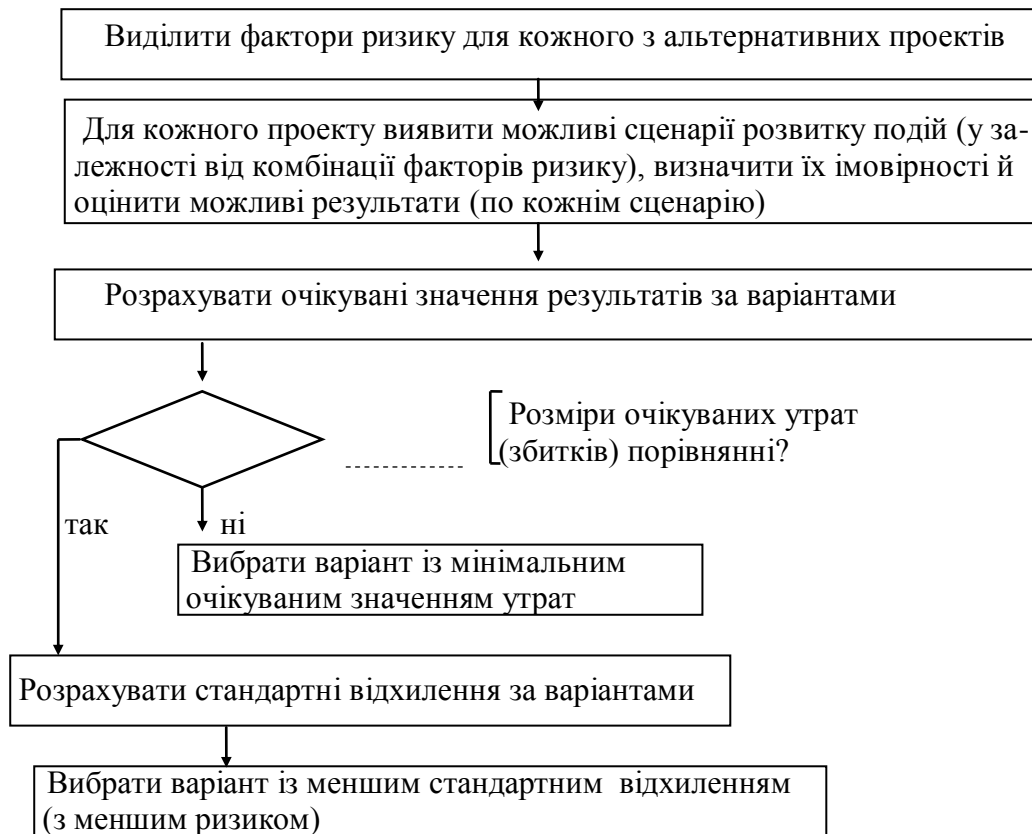 Виділити фактори ризику для кожного з альтернативних проектів
Для кожного проекту виявити можливі сценарії розвитку подій (у за-
лежності від комбінації факторів ризику), визначити їх імовірності й
оцінити можливі результати (по кожнім сценарію)
Розрахувати очікувані значення результатів за варіантами
Розміри очікуваних утрат
(збитків) порівнянні?
так
ні
Вибрати варіант із мінімальним
очікуваним значенням утрат
Розрахувати стандартні відхилення за варіантами
Вибрати варіант із меншим стандартним відхиленням
(з меншим ризиком)